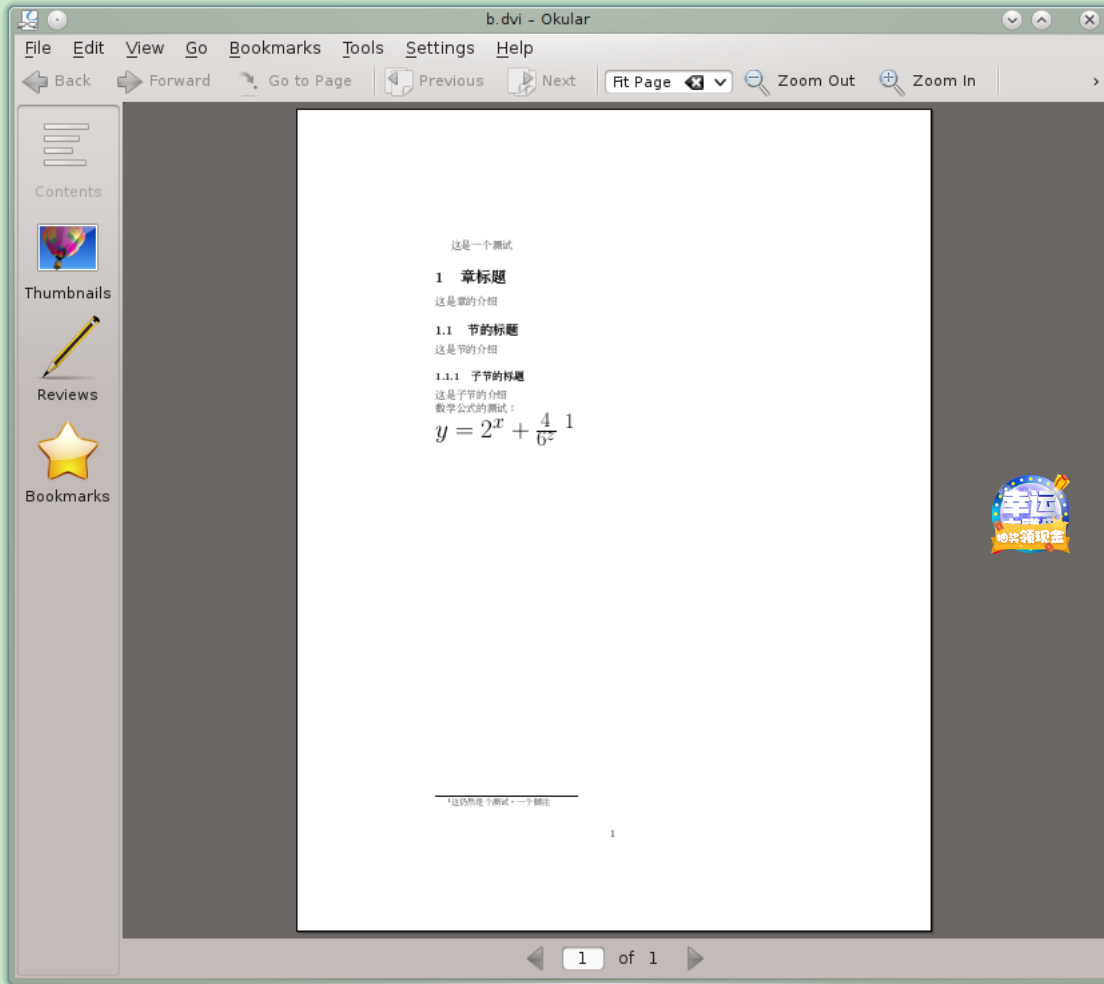 b.dvi – Okular
File Edit View Go Bookmarks Tools Settings Help
Back Forward Go to Page Previous Next Fit Page Zoom Out Zoom In
Contents
Thumbnails
Reviews
Bookmarks
这是一个测试
1 章标题
这是章的介绍
1.1 节的标题
这是节的介绍
1.1.1 子节的标题
这是子节的介绍
数学公式的测试：
y = 2^x + 4/6^z 1
幸运
抽奖领现金
1这仍然是个测试。一个脚注
1
1 of 1